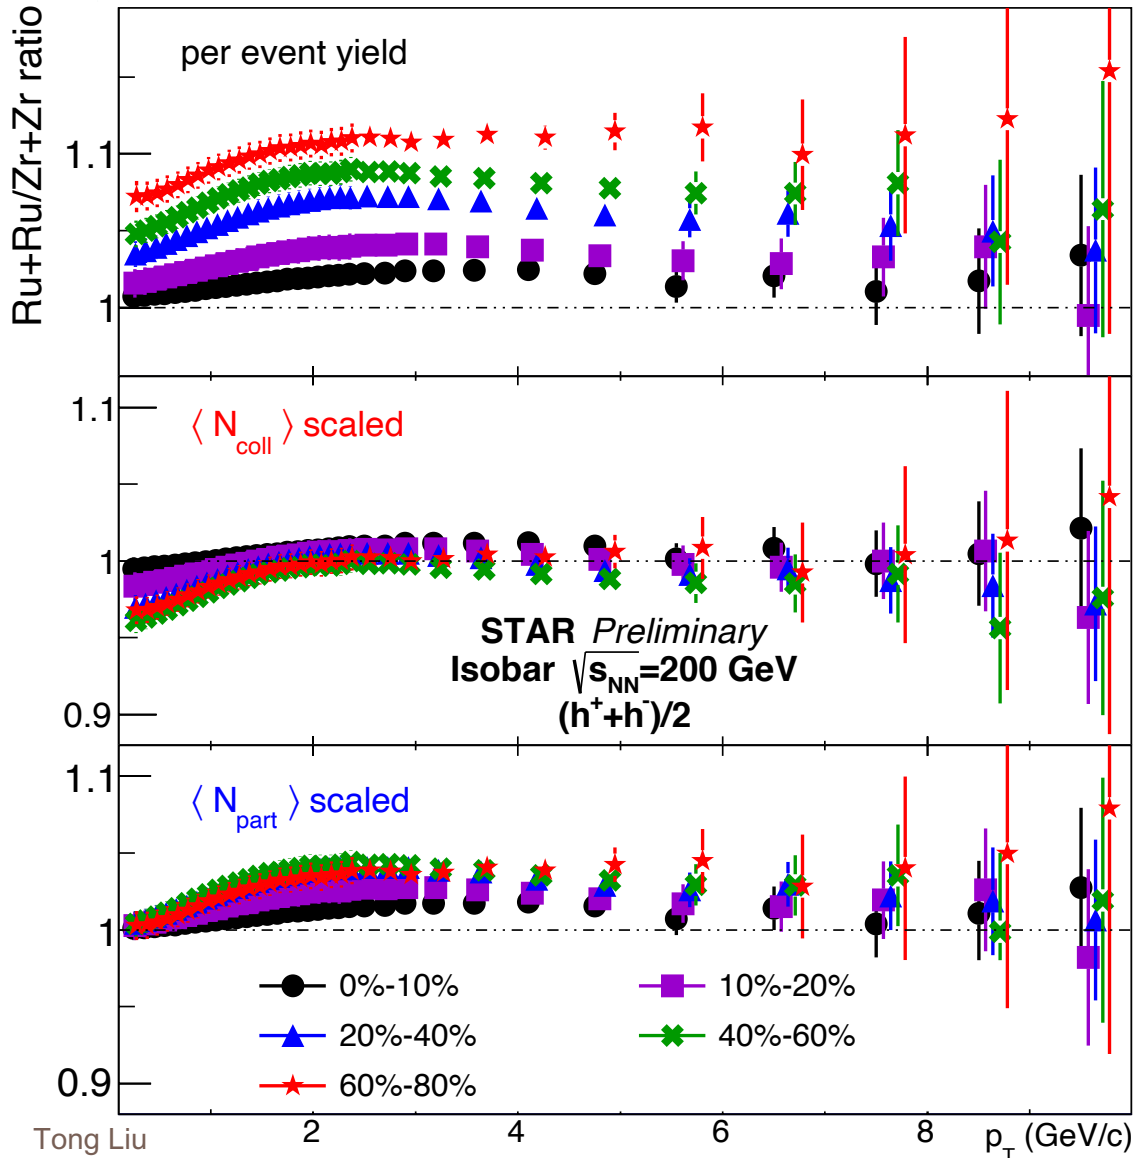 Ru+Ru/Zr+Zr ratio
per event yield
1.1
1
1.1
⟨ N_coll ⟩ scaled
1
STAR Preliminary
Isobar √s_NN=200 GeV
(h⁺+h⁻)/2
0.9
1.1
⟨ N_part ⟩ scaled
1
0%-10%
10%-20%
20%-40%
40%-60%
60%-80%
0.9
2 4 6 8 p_T (GeV/c)
Tong Liu